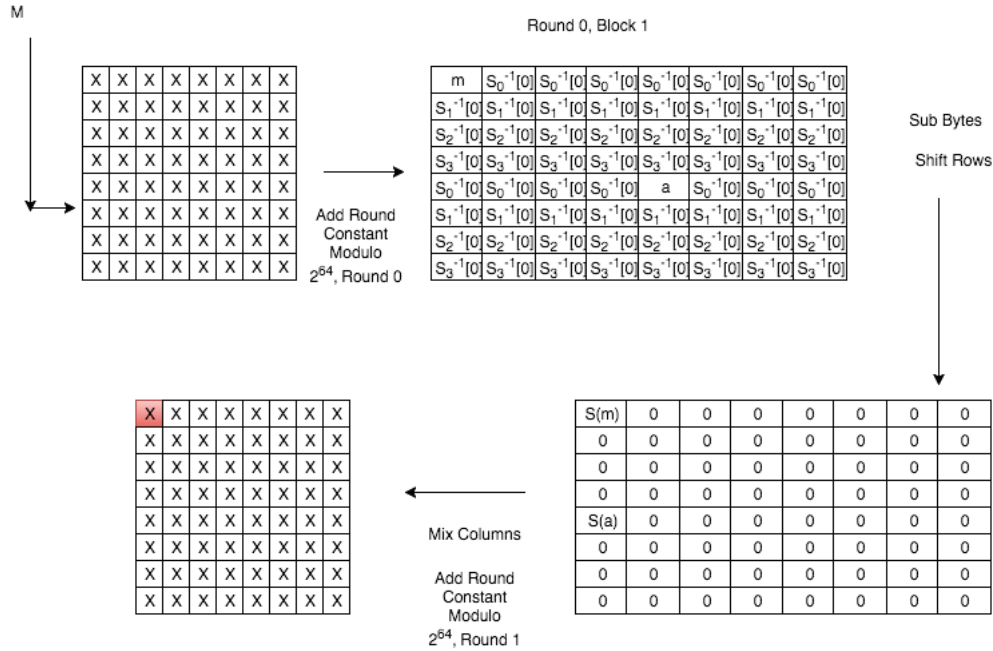 M
Round 0, Block 1
X X X X X X X X
X X X X X X X X
X X X X X X X X
X X X X X X X X
X X X X X X X X
X X X X X X X X
X X X X X X X X
X X X X X X X X
Add Round
Constant
Modulo
2^64, Round 0
m S₀⁻¹[0] S₀⁻¹[0] S₀⁻¹[0] S₀⁻¹[0] S₀⁻¹[0] S₀⁻¹[0] S₀⁻¹[0]
S₁⁻¹[0] S₁⁻¹[0] S₁⁻¹[0] S₁⁻¹[0] S₁⁻¹[0] S₁⁻¹[0] S₁⁻¹[0] S₁⁻¹[0]
S₂⁻¹[0] S₂⁻¹[0] S₂⁻¹[0] S₂⁻¹[0] S₂⁻¹[0] S₂⁻¹[0] S₂⁻¹[0] S₂⁻¹[0]
S₃⁻¹[0] S₃⁻¹[0] S₃⁻¹[0] S₃⁻¹[0] S₃⁻¹[0] S₃⁻¹[0] S₃⁻¹[0] S₃⁻¹[0]
S₀⁻¹[0] S₀⁻¹[0] S₀⁻¹[0] S₀⁻¹[0] a S₀⁻¹[0] S₀⁻¹[0] S₀⁻¹[0]
S₁⁻¹[0] S₁⁻¹[0] S₁⁻¹[0] S₁⁻¹[0] S₁⁻¹[0] S₁⁻¹[0] S₁⁻¹[0] S₁⁻¹[0]
S₂⁻¹[0] S₂⁻¹[0] S₂⁻¹[0] S₂⁻¹[0] S₂⁻¹[0] S₂⁻¹[0] S₂⁻¹[0] S₂⁻¹[0]
S₃⁻¹[0] S₃⁻¹[0] S₃⁻¹[0] S₃⁻¹[0] S₃⁻¹[0] S₃⁻¹[0] S₃⁻¹[0] S₃⁻¹[0]
Sub Bytes
Shift Rows
X X X X X X X X
X X X X X X X X
X X X X X X X X
X X X X X X X X
X X X X X X X X
X X X X X X X X
X X X X X X X X
X X X X X X X X
Mix Columns
Add Round
Constant
Modulo
2^64, Round 1
S(m) 0 0 0 0 0 0 0
0 0 0 0 0 0 0 0
0 0 0 0 0 0 0 0
0 0 0 0 0 0 0 0
S(a) 0 0 0 0 0 0 0
0 0 0 0 0 0 0 0
0 0 0 0 0 0 0 0
0 0 0 0 0 0 0 0